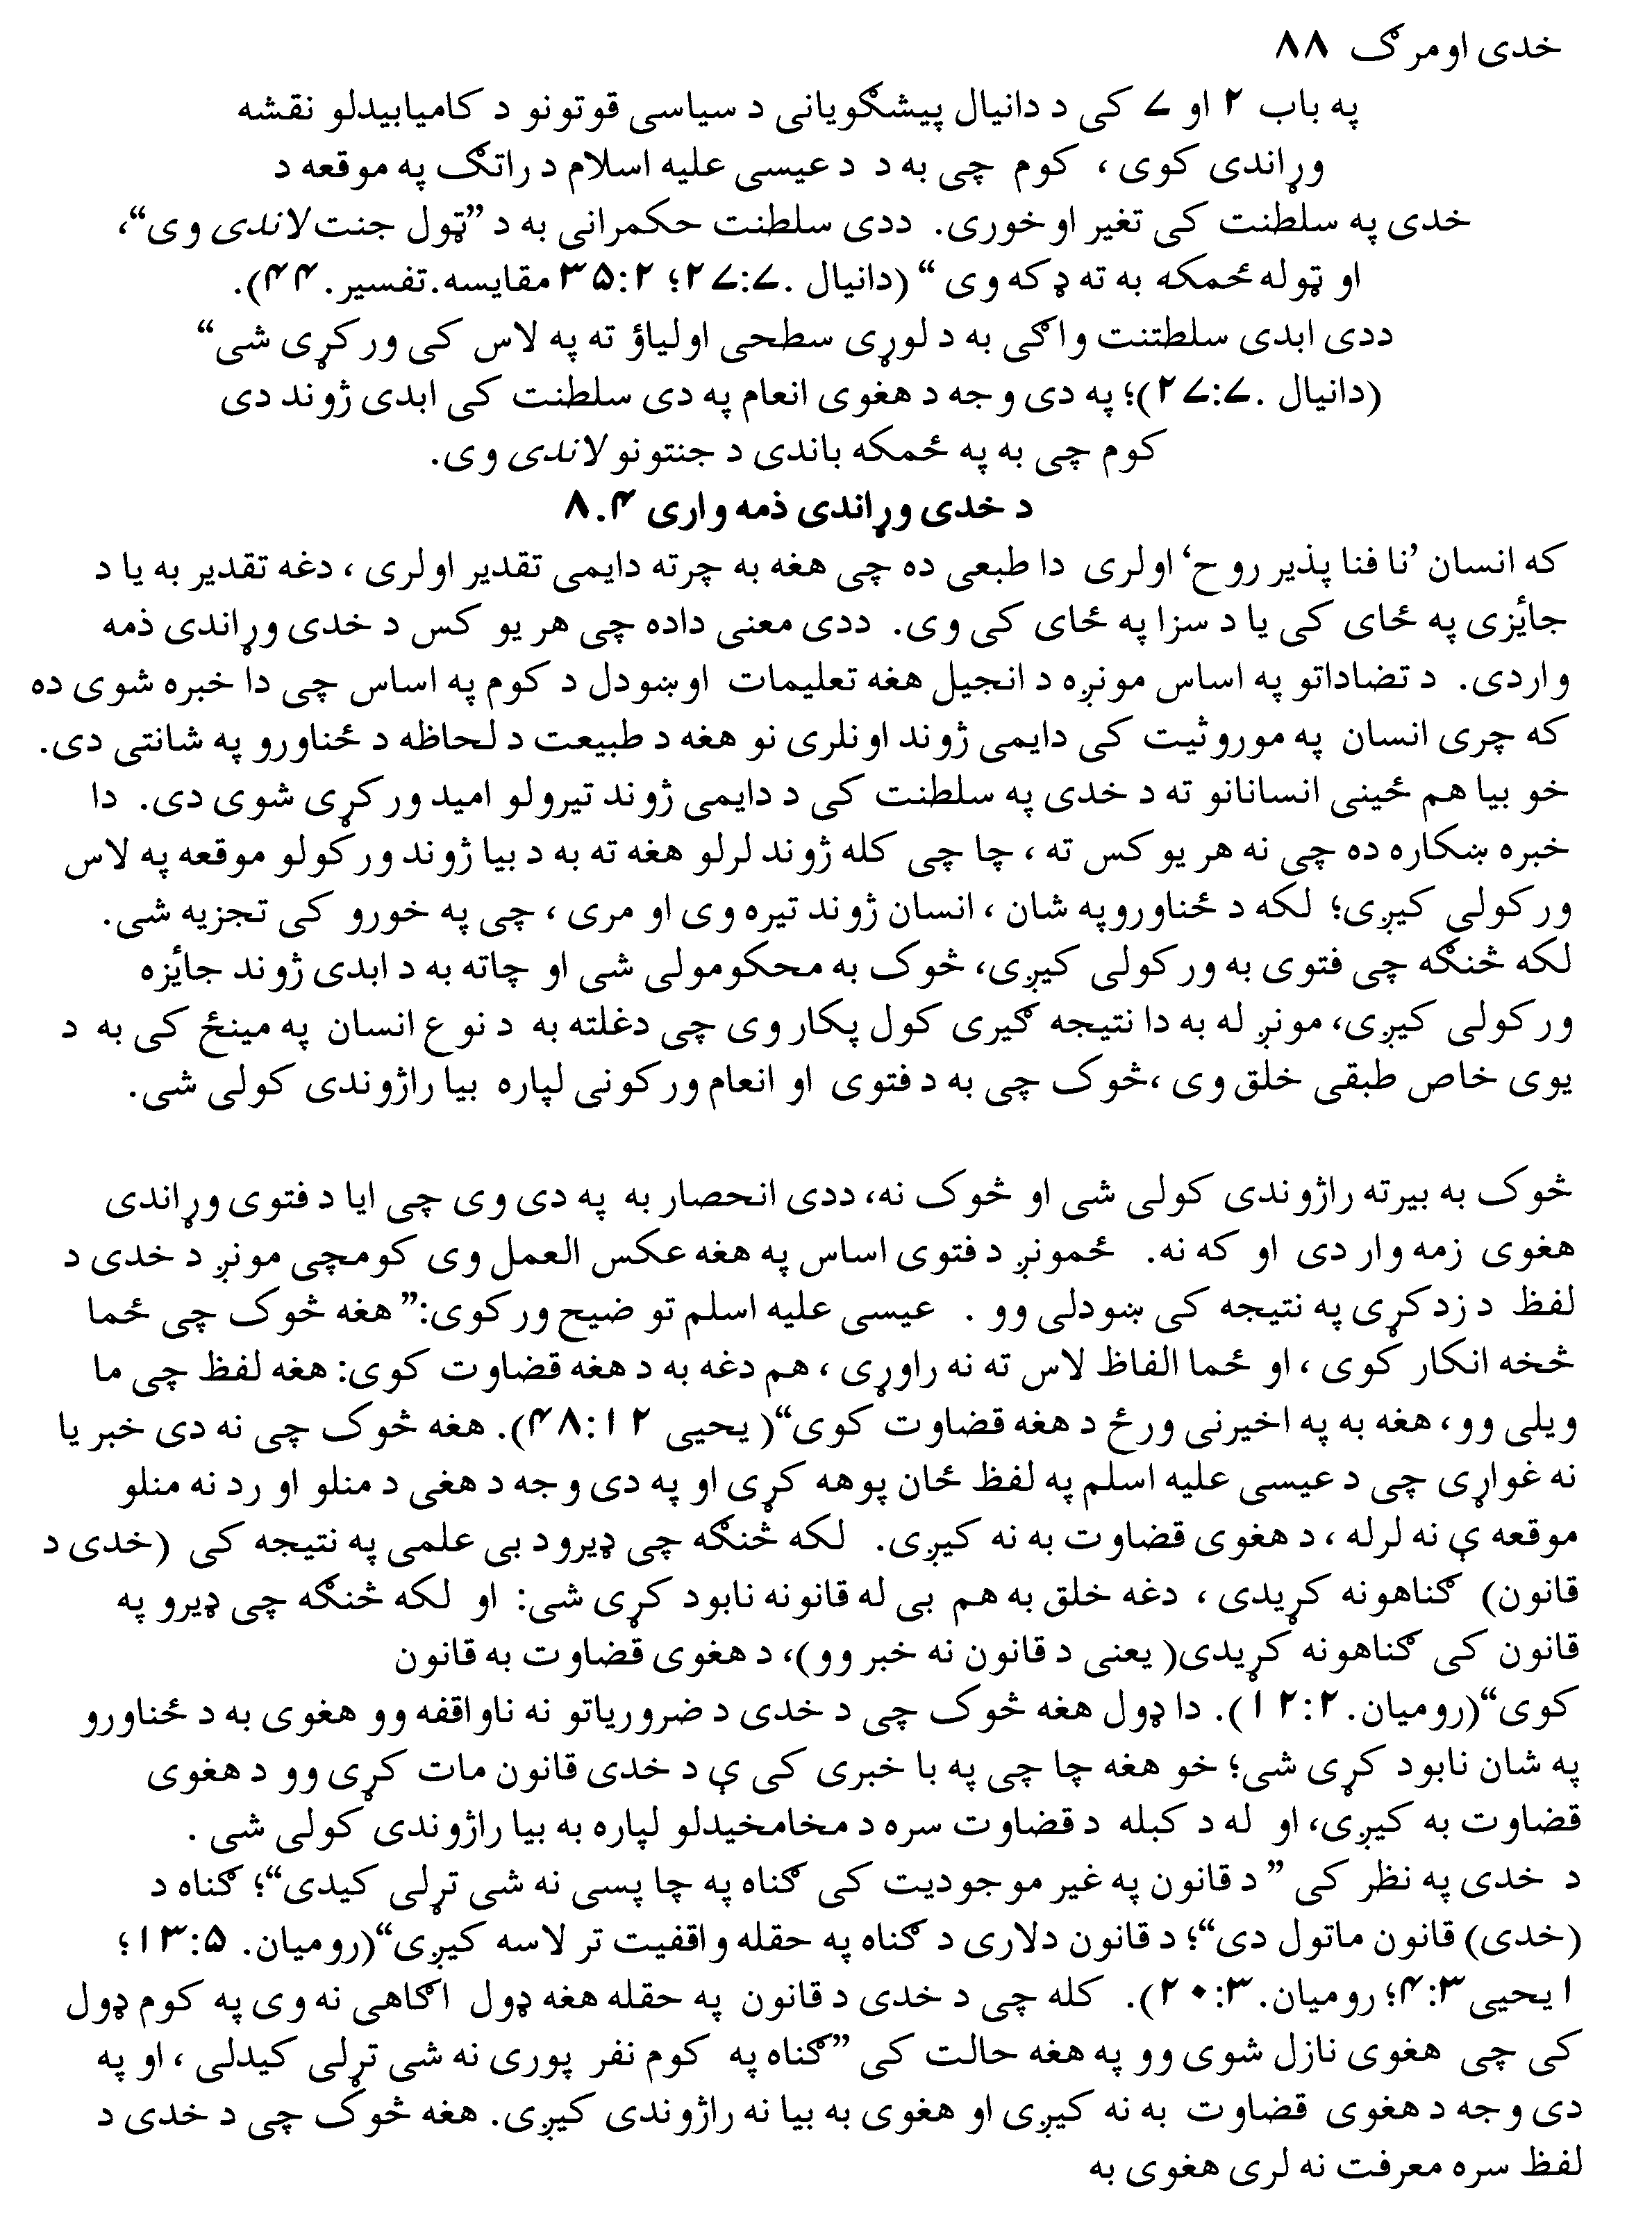 خدی او مرګ ۸۸
په باب ۲ او ۷ کی د دانیال پیشګویانی د سیاسی قوتونو د کامیابیدلو نقشه
وړاندی کوی ، کوم چی به د د عیسی علیه اسلام د راتګ په موقعه د
خدی په سلطنت کی تغیر او خوری. ددی سلطنت حکمرانی به د ”ټول جنت لاندی وی“،
او ټوله ځمکه به ته ډکه وی “ (دانیال .۲۷:۷؛ ۳۵:۲ مقایسه.تفسیر. ۴۴).
ددی ابدی سلطتنت واګی به د لوړی سطحی اولیاؤ ته په لاس کی ورکړی شی“
(دانیال .۲۷:۷)؛ په دی وجه د هغوی انعام په دی سلطنت کی ابدی ژوند دی
کوم چی به په ځمکه باندی د جنتونو لاندی وی.
د خدی وړاندی ذمه واری ۸.۴
که انسان ’نا فنا پذیر روح‘ اولری دا طبعی ده چی هغه به چرته دایمی تقدیر اولری ، دغه تقدیر به یا د
جائزی په ځای کی یا د سزا په ځای کی وی. ددی معنی داده چی هر یو کس د خدی وړاندی ذمه
واردی. د تضاداتو په اساس مونږه د انجیل هغه تعلیمات اوښودل د کوم په اساس چی دا خبره شوی ده
که چری انسان په موروثیت کی دایمی ژوند اونلری نو هغه د طبیعت د لحاظه د ځناورو په شانتی دی.
خو بیا هم ځینی انسانانو ته د خدی په سلطنت کی د دایمی ژوند تیرولو امید ورکړی شوی دی. دا
خبره ښکاره ده چی نه هر یو کس ته ، چا چی کله ژوند لرلو هغه ته به د بیا ژوند ورکولو موقعه په لاس
ورکولی کیږی؛ لکه د ځناوروپه شان ، انسان ژوند تیره وی او مری ، چی په خورو کی تجزیه شی.
لکه څنګه چی فتوی به ورکولی کیږی، څوک به محکومولی شی او چاته به د ابدی ژوند جائزه
ورکولی کیږی، مونږ له به دا نتیجه ګیری کول پکار وی چی دغلته به د نوع انسان په مینځ کی به د
یوی خاص طبقی خلق وی ،څوک چی به د فتوی او انعام ورکونی لپاره بیا راژوندی کولی شی.
څوک به بیرته راژوندی کولی شی او څوک نه، ددی انحصار به په دی وی چی ایا د فتوی وړاندی
هغوی زمه وار دی او که نه. ځمونږ د فتوی اساس په هغه عکس العمل وی کومچی مونږ د خدی د
لفظ د زدکړی په نتیجه کی ښودلی وو . عیسی علیه اسلم توضیح ورکوی:” هغه څوک چی ځما
څخه انکار کوی ، او ځما الفاظ لاس ته نه راوړی ، هم دغه به د هغه قضاوت کوی: هغه لفظ چی ما
ویلی وو، هغه به په اخیرنی ورځ د هغه قضاوت کوی“( یحیی ۴۸:۱۲). هغه څوک چی نه دی خبر یا
نه غواړی چی د عیسی علیه اسلم په لفظ ځان پوهه کړی او په دی وجه د هغی د منلو او رد نه منلو
موقعه ې نه لرله ، د هغوی قضاوت به نه کیږی. لکه څنګه چی ډیرود بی علمی په نتیجه کی (خدی د
قانون) ګناهونه کړیدی ، دغه خلق به هم بی له قانونه نابود کړی شی: او لکه څنګه چی ډیرو په
قانون کی ګناهونه کړیدی( یعنی د قانون نه خبر وو)، د هغوی قضاوت به قانون
کوی“(رومیان. ۱۲:۲). دا ډول هغه څوک چی د خدی د ضروریاتو نه ناواقفه وو هغوی به د ځناورو
په شان نابود کړی شی؛ خو هغه چا چی په با خبری کی ې د خدی قانون مات کړی وو د هغوی
قضاوت به کیږی، او له د کبله د قضاوت سره د مخامخیدلو لپاره به بیا راژوندی کولی شی .
د خدی په نظر کی ” د قانون په غیر موجودیت کی ګناه په چا پسی نه شی تړلی کیدی“؛ ګناه د
(خدی) قانون ماتول دی“؛ د قانون دلاری د ګناه په حقله واقفیت تر لاسه کیږی“(رومیان. ۱۳:۵؛
۱ یحیی ۴:۳؛ رومیان. ۲۰:۳). کله چی د خدی د قانون په حقله هغه ډول اګاهی نه وی په کوم ډول
کی چی هغوی نازل شوی وو په هغه حالت کی ”ګناه په کوم نفر پوری نه شی تړلی کیدلی ، او په
دی وجه د هغوی قضاوت به نه کیږی او هغوی به بیا نه راژوندی کیږی. هغه څوک چی د خدی د
لفظ سره معرفت نه لری هغوی به